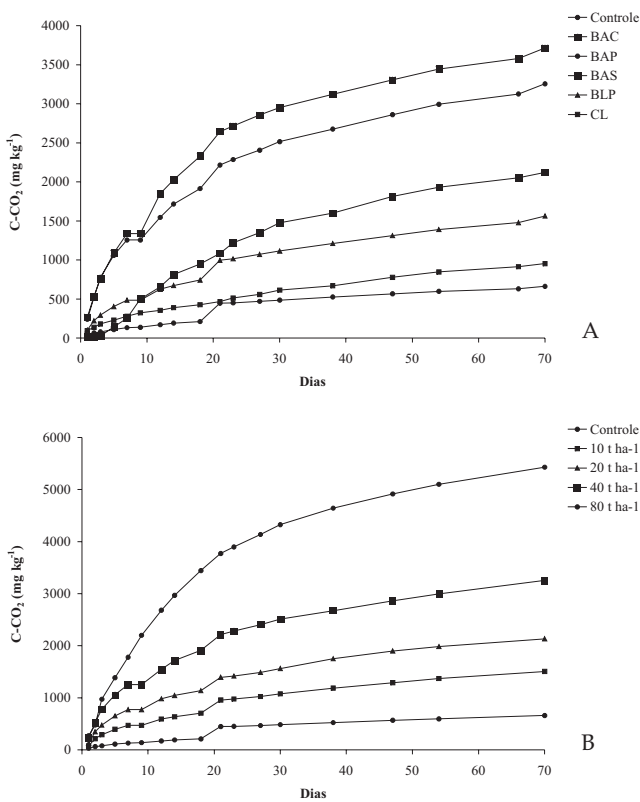 4000
3500
3000
2500
2000
1500
1000
500
0
C-CO₂ (mg kg⁻¹)
0 10 20 30 40 50 60 70
Dias
Controle
BAC
BAP
BAS
BLP
CL
A
6000
5000
4000
3000
2000
1000
0
C-CO₂ (mg kg⁻¹)
0 10 20 30 40 50 60 70
Dias
Controle
10 t ha-1
20 t ha-1
40 t ha-1
80 t ha-1
B